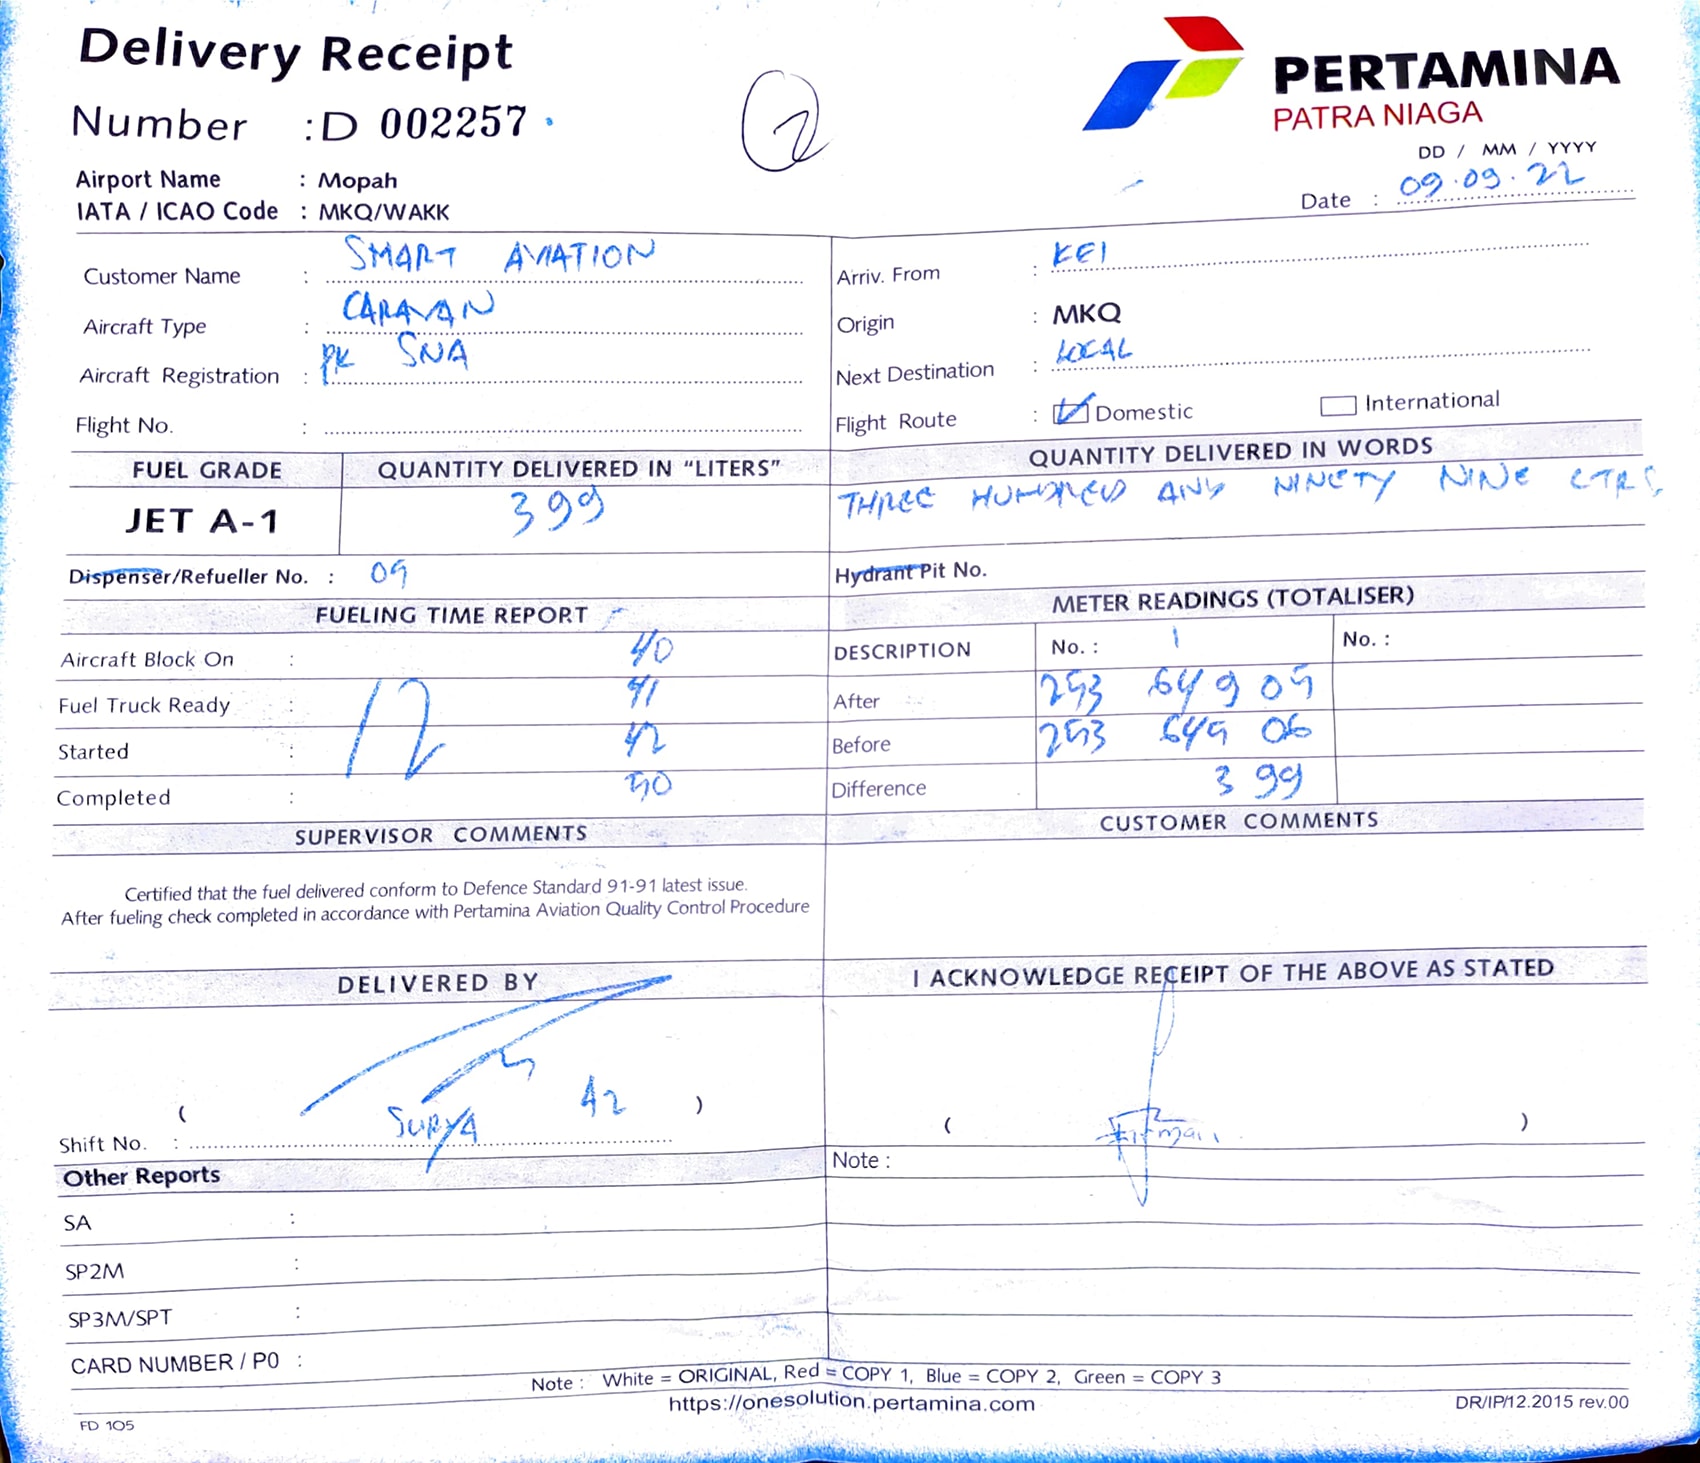 Delivery Receipt
Number : D 002257
2
PERTAMINA
PATRA NIAGA
Airport Name : Mopah
IATA / ICAO Code : MKQ/WAKK
DD / MM / YYYY
Date : 09.09.22
Customer Name : SMART AVIATION
Aircraft Type : CARAVAN
Aircraft Registration : PK SNA
Flight No. :
Arriv. From : KEI
Origin : MKQ
Next Destination : LOCAL
Flight Route : Domestic International
FUEL GRADE QUANTITY DELIVERED IN "LITERS" QUANTITY DELIVERED IN WORDS
JET A-1 399 THREE HUNDRED AND NINETY NINE LTRS
Dispenser/Refueller No. : 09 Hydrant Pit No.
FUELING TIME REPORT
Aircraft Block On : 40
Fuel Truck Ready : 41
12
Started : 42
Completed : 50
METER READINGS (TOTALISER)
DESCRIPTION No. : 1 No. :
After
Before
Difference 399
SUPERVISOR COMMENTS CUSTOMER COMMENTS
Certified that the fuel delivered conform to Defence Standard 91-91 latest issue.
After fueling check completed in accordance with Pertamina Aviation Quality Control Procedure
DELIVERED BY I ACKNOWLEDGE RECEIPT OF THE ABOVE AS STATED
( SURYA )
Shift No. :
( )
Note :
Other Reports
SA :
SP2M :
SP3M/SPT :
CARD NUMBER / P0 :
Note : White = ORIGINAL, Red = COPY 1, Blue = COPY 2, Green = COPY 3
https://onesolution.pertamina.com
FD 105
DR/IP/12.2015 rev.00